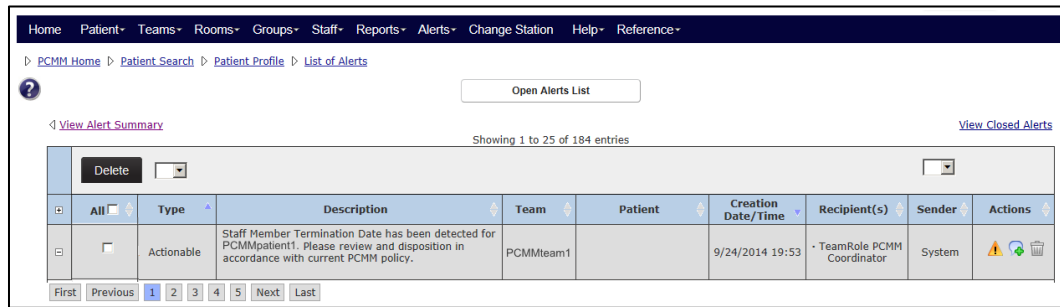 Home Patient Teams Rooms Groups Staff Reports Alerts Change Station Help Reference
PCMM Home Patient Search Patient Profile List of Alerts
?
Open Alerts List
View Alert Summary
View Closed Alerts
Showing 1 to 25 of 184 entries
Delete
All Type Description Team Patient Creation Date/Time Recipient(s) Sender Actions
Staff Member Termination Date has been detected for
PCMMpatient1. Please review and disposition in
accordance with current PCMM policy.
Actionable
PCMMteam1
9/24/2014 19:53
· TeamRole PCMM
Coordinator
System
First Previous 1 2 3 4 5 Next Last